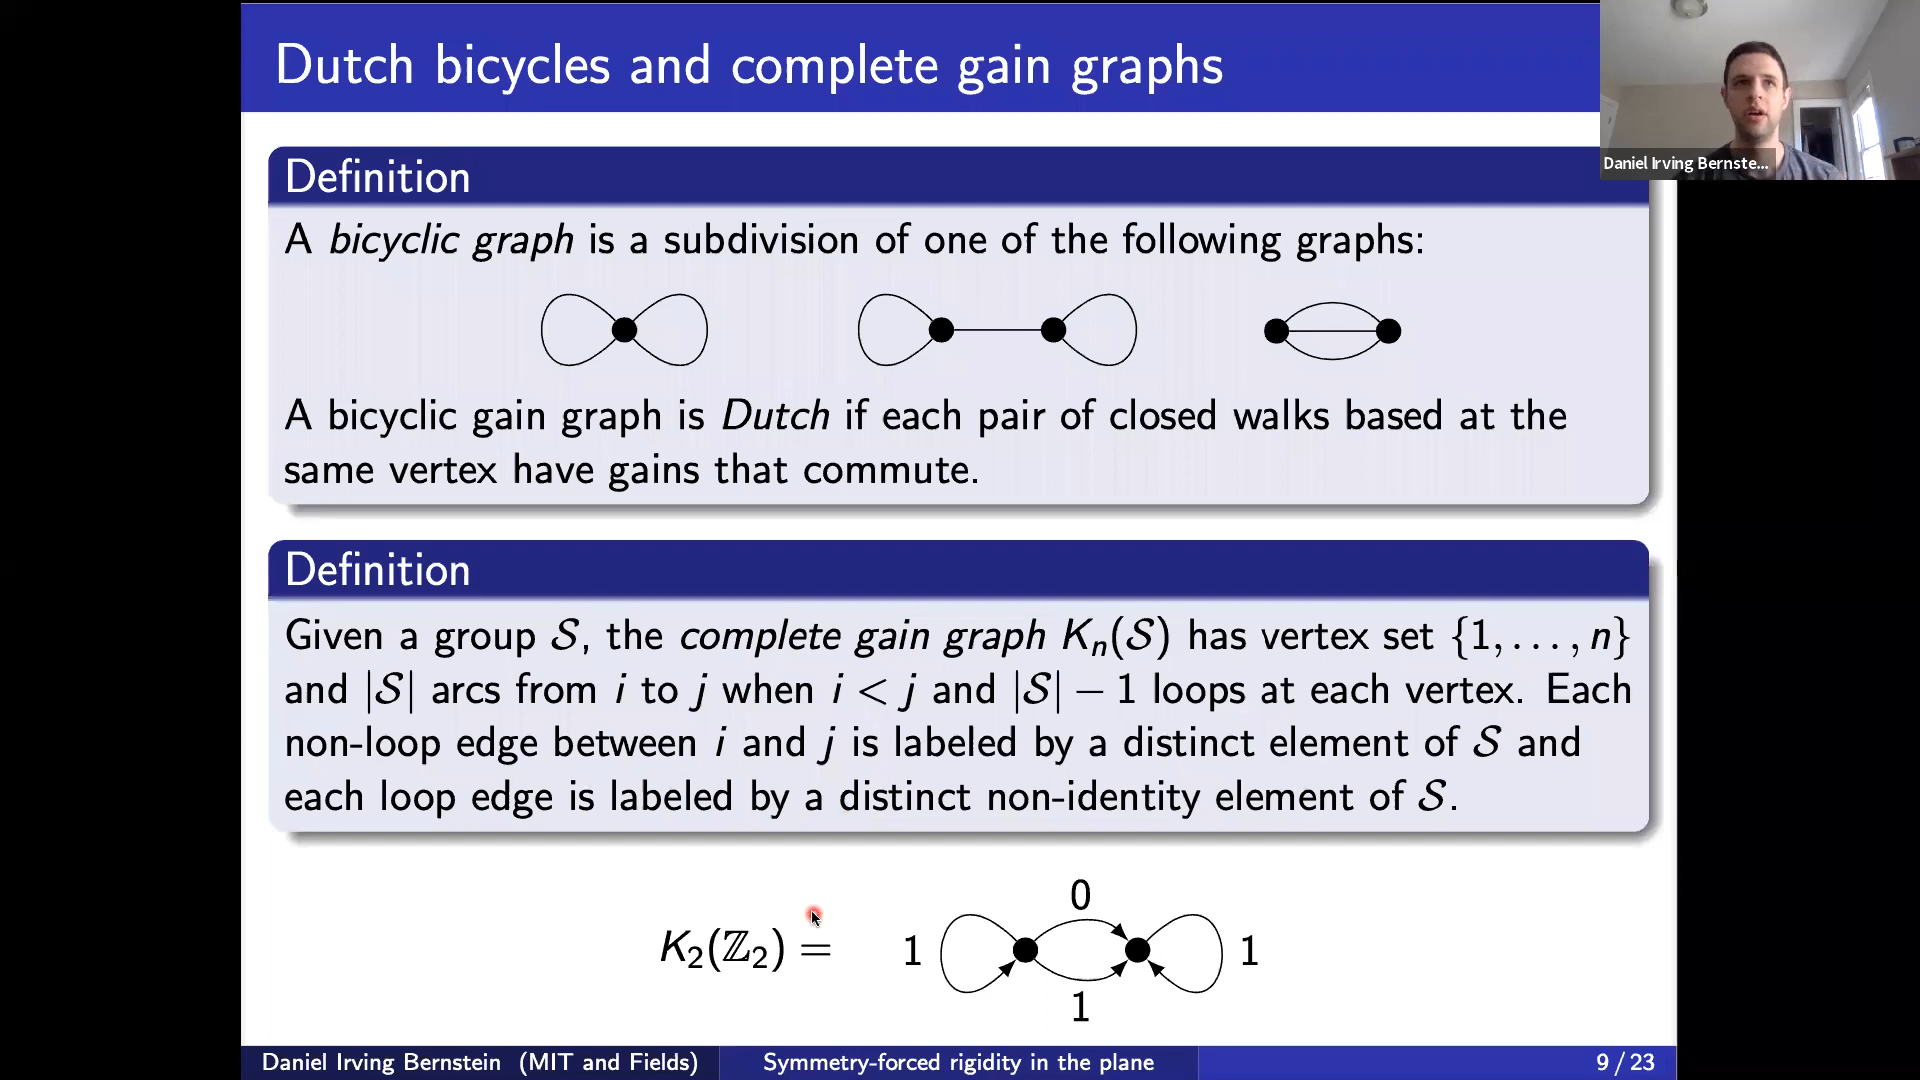 Dutch bicycles and complete gain graphs
Daniel Irving Bernste...
Definition
A bicyclic graph is a subdivision of one of the following graphs:
A bicyclic gain graph is Dutch if each pair of closed walks based at the
same vertex have gains that commute.
Definition
Given a group 𝒮, the complete gain graph Kₙ(𝒮) has vertex set {1, . . . , n}
and |𝒮| arcs from i to j when i < j and |𝒮| − 1 loops at each vertex. Each
non-loop edge between i and j is labeled by a distinct element of 𝒮 and
each loop edge is labeled by a distinct non-identity element of 𝒮.
0
K₂(ℤ₂) = 1 1
1
Daniel Irving Bernstein (MIT and Fields) Symmetry-forced rigidity in the plane 9 / 23